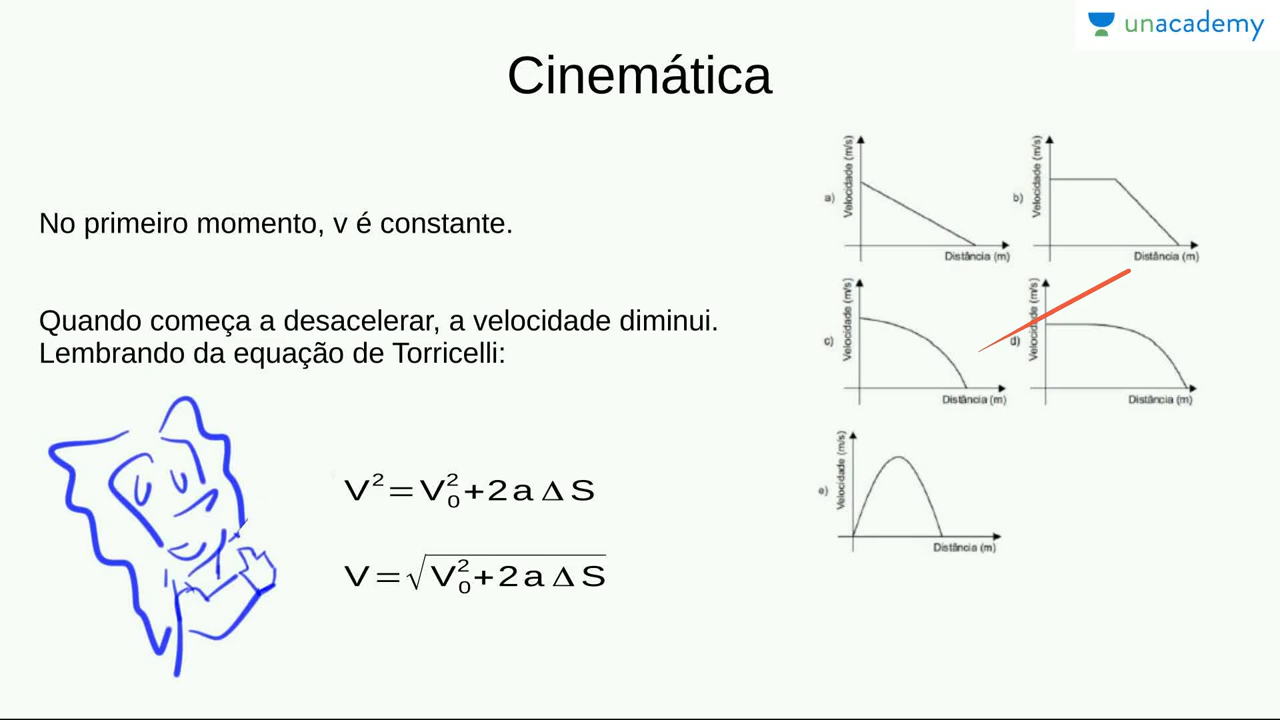 unacademy
Cinemática
No primeiro momento, v é constante.
Quando começa a desacelerar, a velocidade diminui.
Lembrando da equação de Torricelli:
V²=V₀²+2aΔS
V=√V₀²+2aΔS
a)
Velocidade (m/s)
Distância (m)
b)
Velocidade (m/s)
Distância (m)
c)
Velocidade (m/s)
Distância (m)
d)
Velocidade (m/s)
Distância (m)
e)
Velocidade (m/s)
Distância (m)